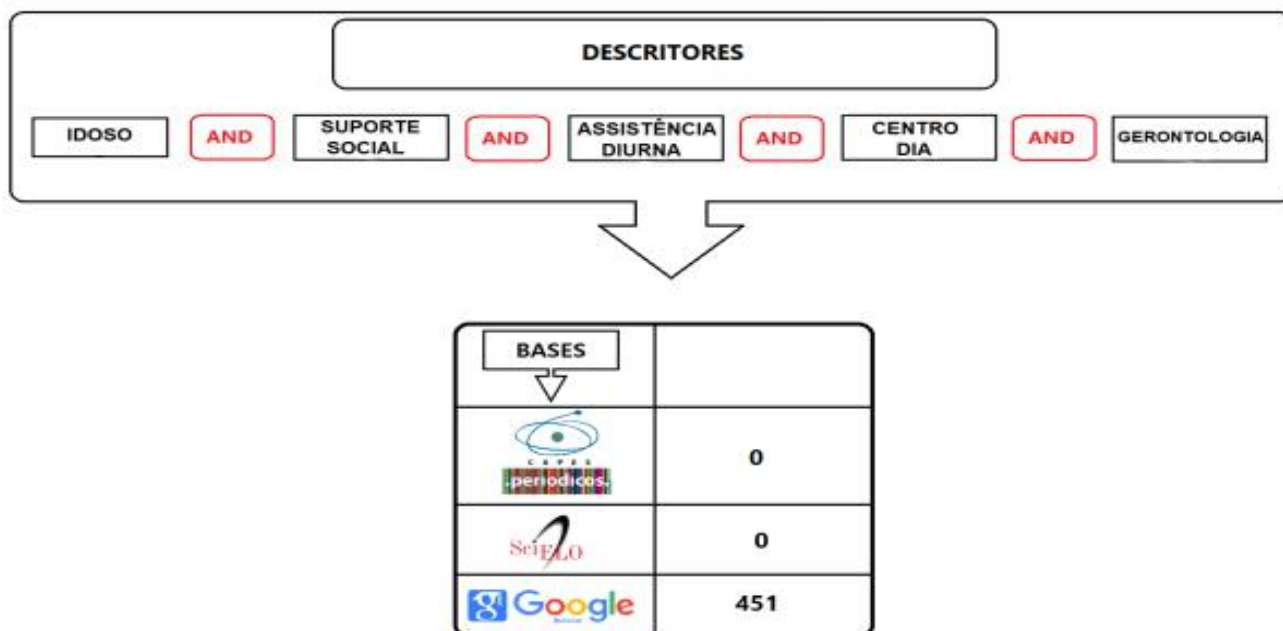 DESCRITORES
IDOSO AND SUPORTE SOCIAL AND ASSISTÊNCIA DIURNA AND CENTRO DIA AND GERONTOLOGIA
BASES
CAPES
.periodicos.
0
SciELO
0
Google
451